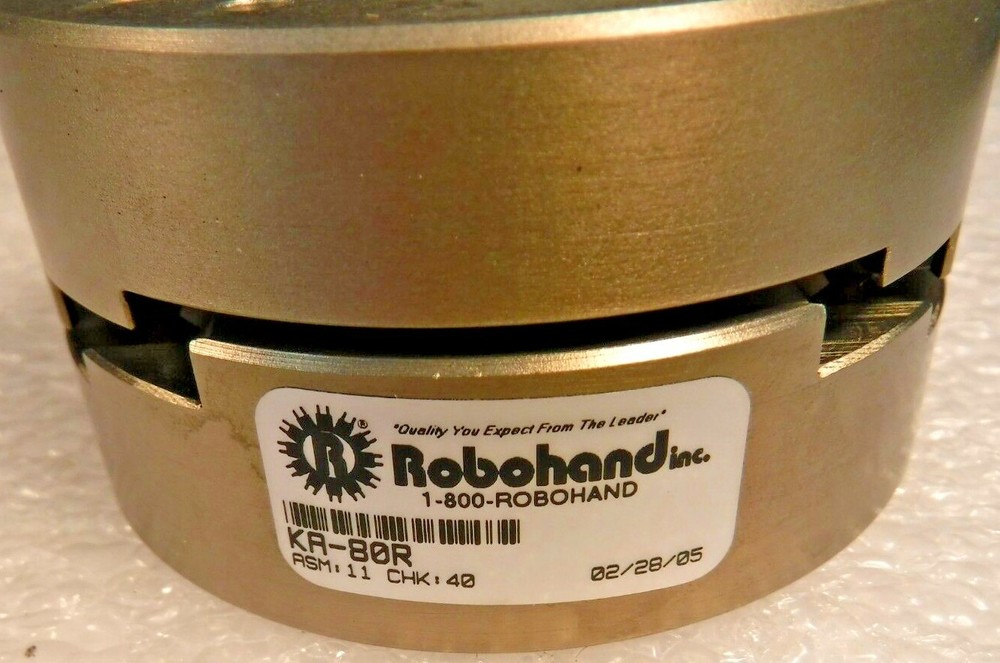 "Quality You Expect From The Leader"
R®
Robohand inc.
1-800-ROBOHAND
KA-80R
ASM:11 CHK:40
02/28/05